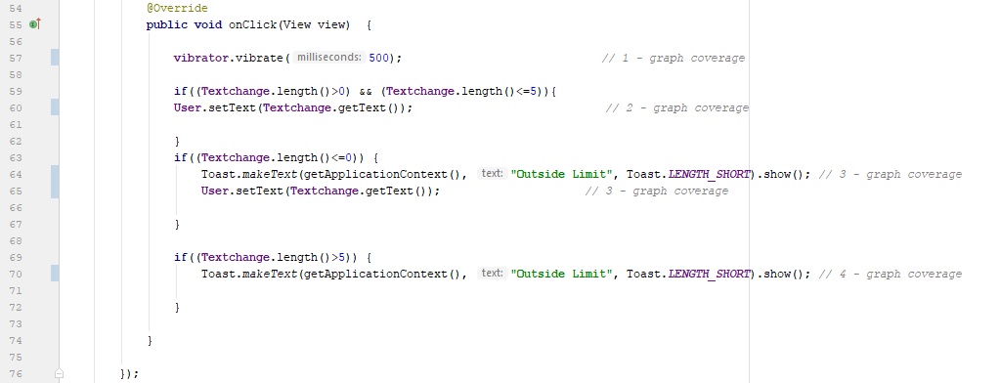 54 @Override
55 public void onClick(View view) {
56
57 vibrator.vibrate( milliseconds: 500); // 1 - graph coverage
58
59 if((Textchange.length()>0) && (Textchange.length()<=5)){
60 User.setText(Textchange.getText()); // 2 - graph coverage
61
62 }
63 if((Textchange.length()<=0)) {
64 Toast.makeText(getApplicationContext(), text: "Outside Limit", Toast.LENGTH_SHORT).show(); // 3 - graph coverage
65 User.setText(Textchange.getText()); // 3 - graph coverage
66
67 }
68
69 if((Textchange.length()>5)) {
70 Toast.makeText(getApplicationContext(), text: "Outside Limit", Toast.LENGTH_SHORT).show(); // 4 - graph coverage
71
72 }
73
74 }
75
76 });